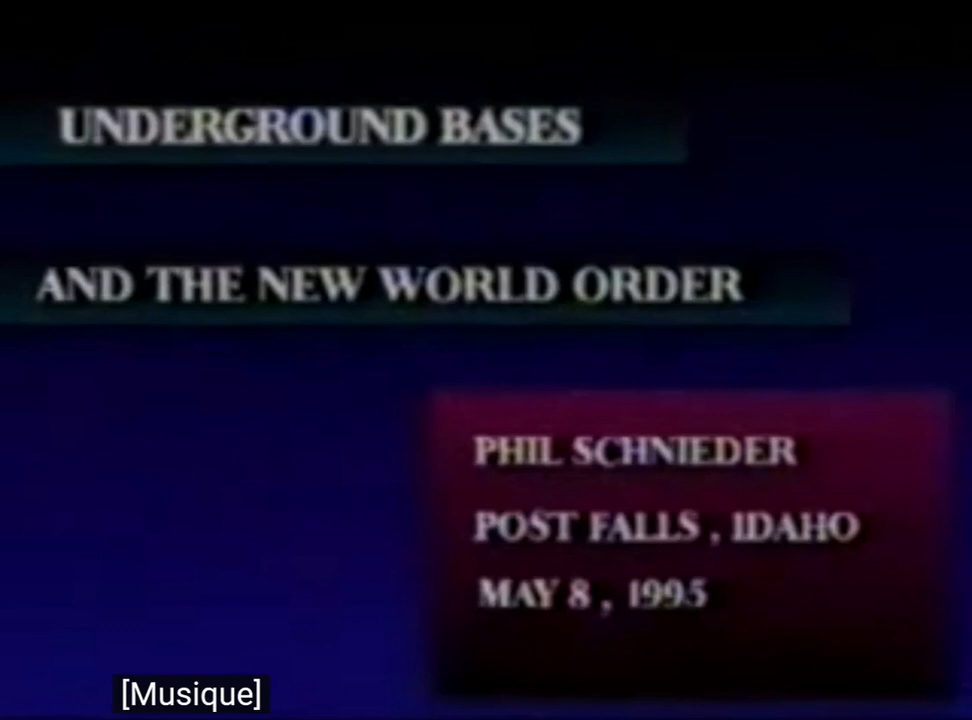 UNDERGROUND BASES
AND THE NEW WORLD ORDER
PHIL SCHNIEDER
POST FALLS , IDAHO
MAY 8 , 1995
[Musique]